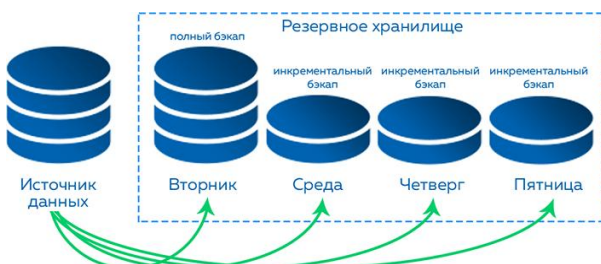 Резервное хранилище
полный бэкап
инкрементальный
бэкап
инкрементальный
бэкап
инкрементальный
бэкап
Источник
данных
Вторник
Среда
Четверг
Пятница